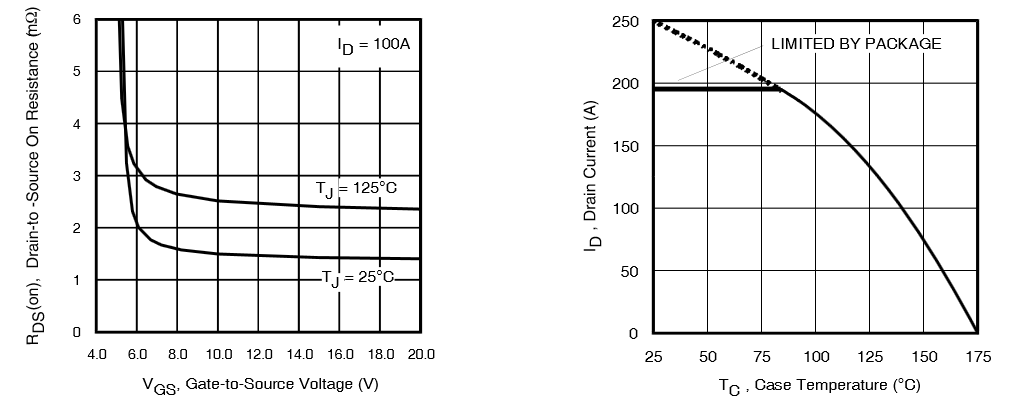 RDS(on), Drain-to -Source On Resistance (mΩ)
6
5
4
3
2
1
0
ID = 100A
TJ = 125°C
TJ = 25°C
4.0 6.0 8.0 10.0 12.0 14.0 16.0 18.0 20.0
VGS, Gate-to-Source Voltage (V)
ID , Drain Current (A)
250
200
150
100
50
0
LIMITED BY PACKAGE
25 50 75 100 125 150 175
TC , Case Temperature (°C)